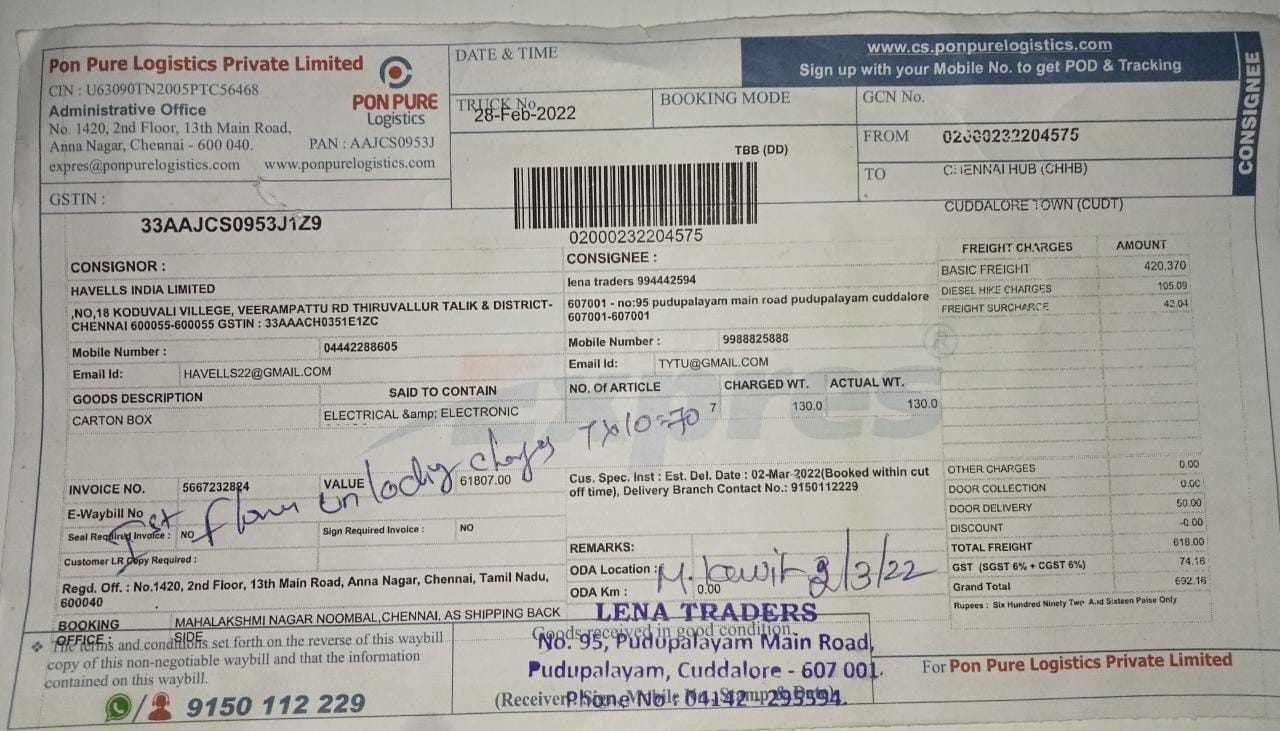 Pon Pure Logistics Private Limited
CIN : U63090TN2005PTC56468
Administrative Office
No. 1420, 2nd Floor, 13th Main Road,
Anna Nagar, Chennai - 600 040.
PAN : AAJCS0953J
expres@ponpurelogistics.com www.ponpurelogistics.com
PON PURE
Logistics
GSTIN :
33AAJCS0953J1Z9
DATE & TIME
TRUCK No.
28-Feb-2022
BOOKING MODE
TBB (DD)
02000232204575
www.cs.ponpurelogistics.com
Sign up with your Mobile No. to get POD & Tracking
CONSIGNEE
GCN No.
FROM 02000232204575
TO CHENNAI HUB (CHHB)
CUDDALORE TOWN (CUDT)
CONSIGNOR :
HAVELLS INDIA LIMITED
,NO,18 KODUVALI VILLEGE, VEERAMPATTU RD THIRUVALLUR TALIK & DISTRICT-
CHENNAI 600055-600055 GSTIN : 33AAACH0351E1ZC
Mobile Number : 04442288605
Email Id: HAVELLS22@GMAIL.COM
CONSIGNEE :
lena traders 994442594
607001 - no:95 pudupalayam main road pudupalayam cuddalore
607001-607001
Mobile Number : 9988825888
Email Id: TYTU@GMAIL.COM
GOODS DESCRIPTION SAID TO CONTAIN
CARTON BOX ELECTRICAL &amp; ELECTRONIC
NO. Of ARTICLE CHARGED WT. ACTUAL WT.
7 130.0 130.0
Expres
®
FREIGHT CHARGES AMOUNT
BASIC FREIGHT 420,370
DIESEL HIKE CHARGES 105.09
FREIGHT SURCHARGE 42.04
OTHER CHARGES 0.00
DOOR COLLECTION 0.00
DOOR DELIVERY 50.00
DISCOUNT -0.00
TOTAL FREIGHT 618.00
GST (SGST 6% + CGST 6%) 74.16
Grand Total 692.16
Rupees : Six Hundred Ninety Two And Sixteen Paise Only
7x10=70
INVOICE NO. 5667232884 VALUE 61807.00
E-Waybill No
Seal Required Invoice : NO Sign Required Invoice : NO
Customer LR Copy Required :
Cus. Spec. Inst : Est. Del. Date : 02-Mar-2022(Booked within cut
off time), Delivery Branch Contact No.: 9150112229
REMARKS:
ODA Location :
ODA Km : 0.00
2/3/22
Regd. Off. : No.1420, 2nd Floor, 13th Main Road, Anna Nagar, Chennai, Tamil Nadu,
600040
BOOKING OFFICE : MAHALAKSHMI NAGAR NOOMBAL,CHENNAI, AS SHIPPING BACK
SIDE
❖ The terms and conditions set forth on the reverse of this waybill
copy of this non-negotiable waybill and that the information
contained on this waybill.
9150 112 229
LENA TRADERS
Goods received in good condition.
No. 95, Pudupalayam Main Road,
Pudupalayam, Cuddalore - 607 001.
Phone No : 04142 - 295594.
For Pon Pure Logistics Private Limited